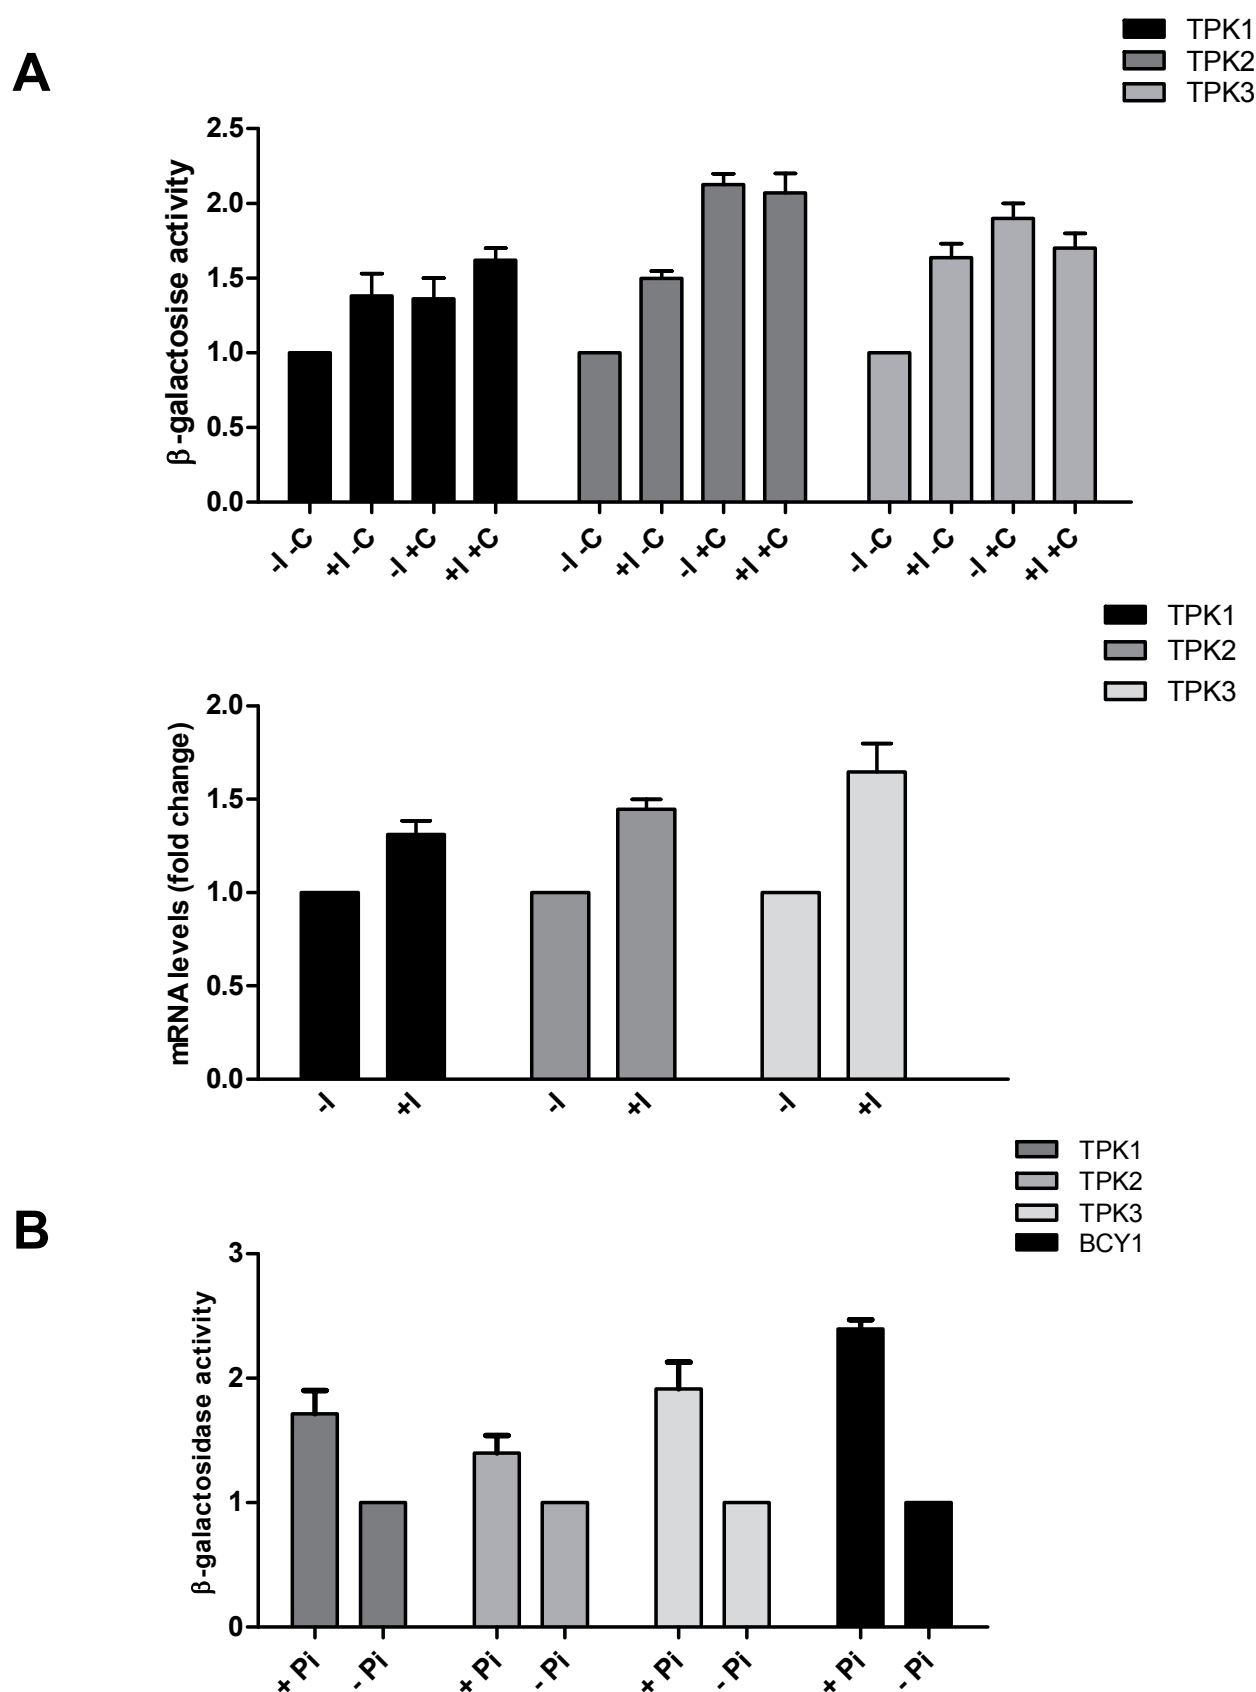 A
TPK1
TPK2
TPK3
β-galactosise activity
2.5
2.0
1.5
1.0
0.5
0.0
-I -C
+I -C
-I +C
+I +C
-I -C
+I -C
-I +C
+I +C
-I -C
+I -C
-I +C
+I +C
TPK1
TPK2
TPK3
mRNA levels (fold change)
2.0
1.5
1.0
0.5
0.0
-I
+I
-I
+I
-I
+I
B
TPK1
TPK2
TPK3
BCY1
β-galactosidase activity
3
2
1
0
+ Pi
- Pi
+ Pi
- Pi
+ Pi
- Pi
+ Pi
- Pi